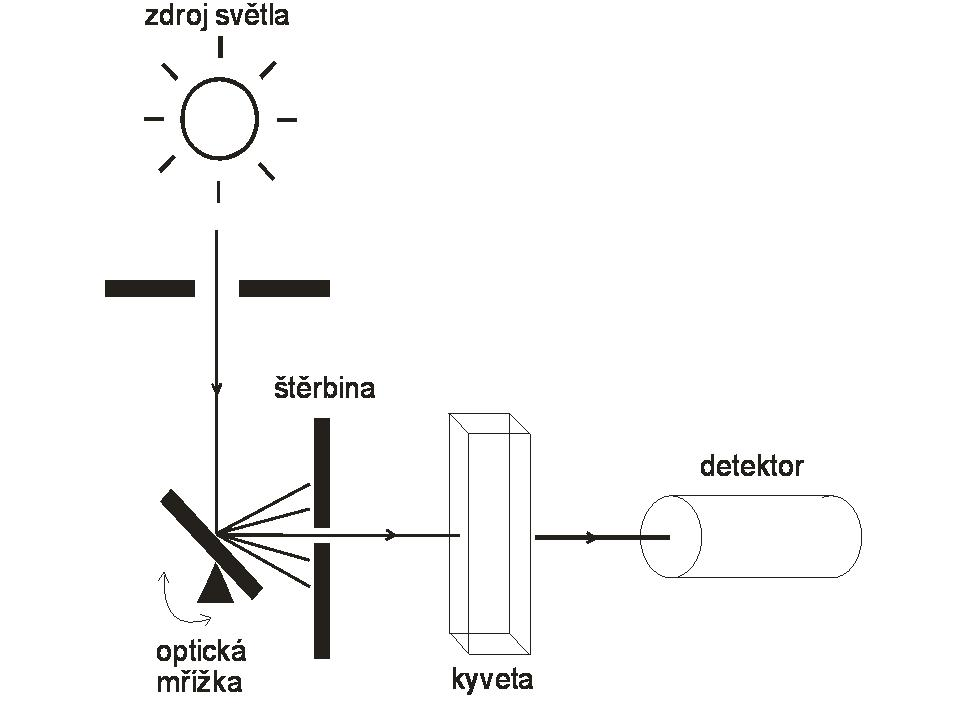 zdroj světla
štěrbina
detektor
optická
mřížka
kyveta